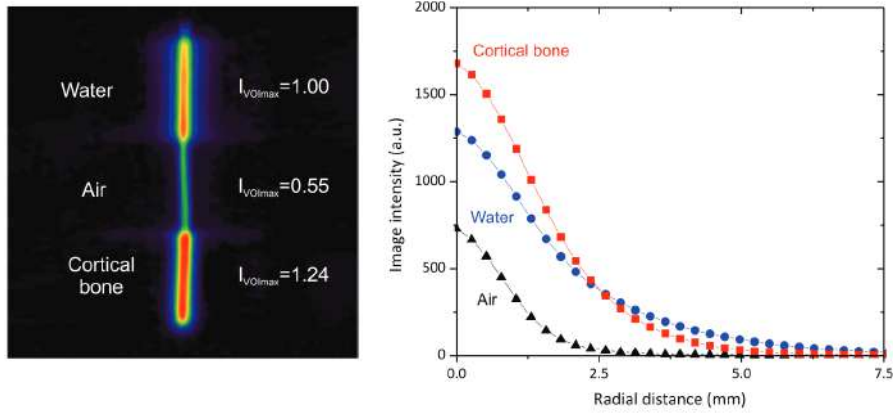 Water
I_VOImax=1.00
Air
I_VOImax=0.55
Cortical
bone
I_VOImax=1.24
2000
1500
1000
500
0
Image intensity (a.u.)
Cortical bone
Water
Air
0.0
2.5
5.0
7.5
Radial distance (mm)